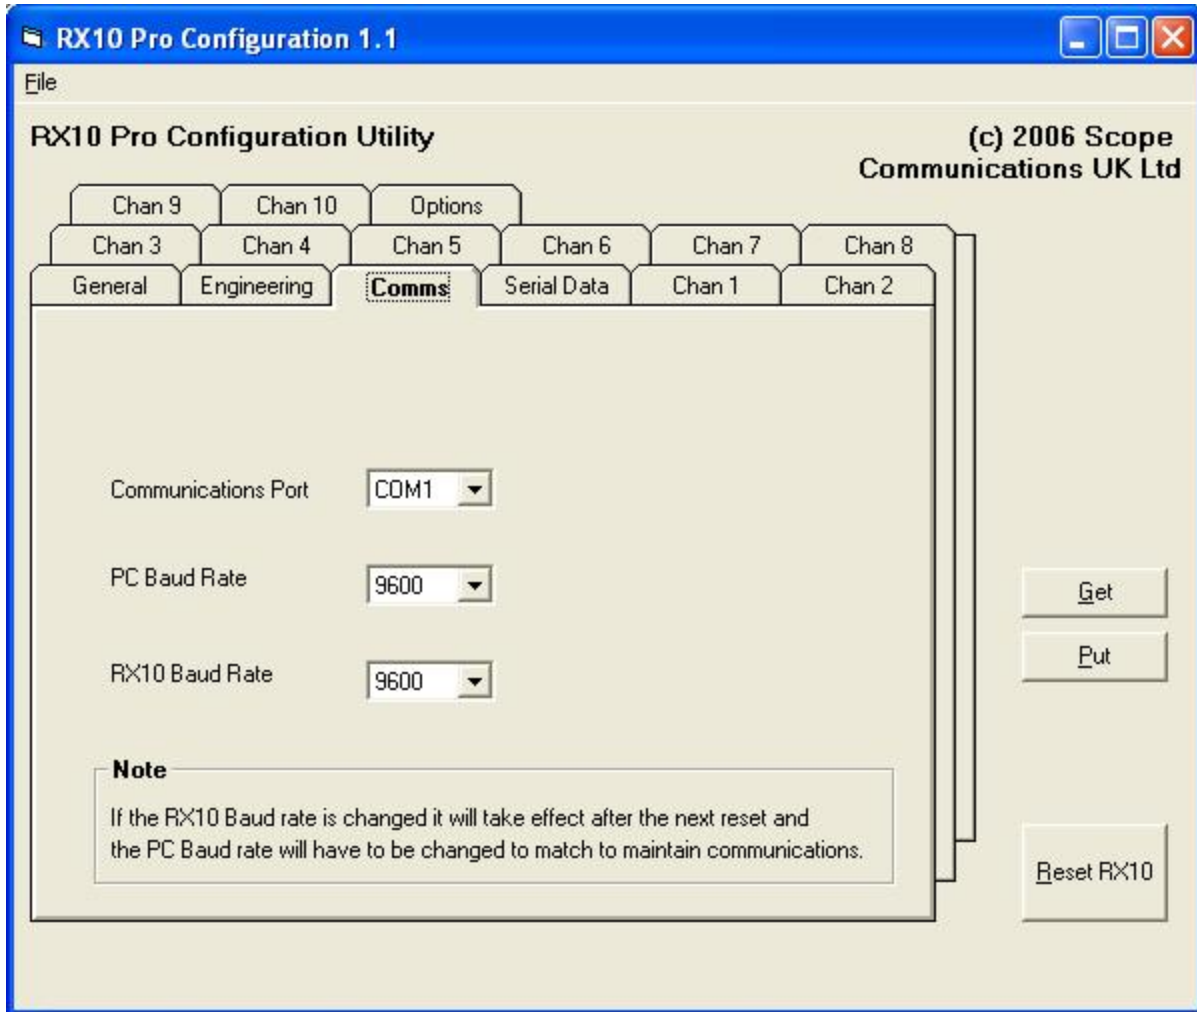 RX10 Pro Configuration 1.1
File
RX10 Pro Configuration Utility
(c) 2006 Scope
Communications UK Ltd
Chan 9 Chan 10 Options
Chan 3 Chan 4 Chan 5 Chan 6 Chan 7 Chan 8
General Engineering Comms Serial Data Chan 1 Chan 2
Communications Port COM1
PC Baud Rate 9600
RX10 Baud Rate 9600
Note
If the RX10 Baud rate is changed it will take effect after the next reset and
the PC Baud rate will have to be changed to match to maintain communications.
Get
Put
Reset RX10